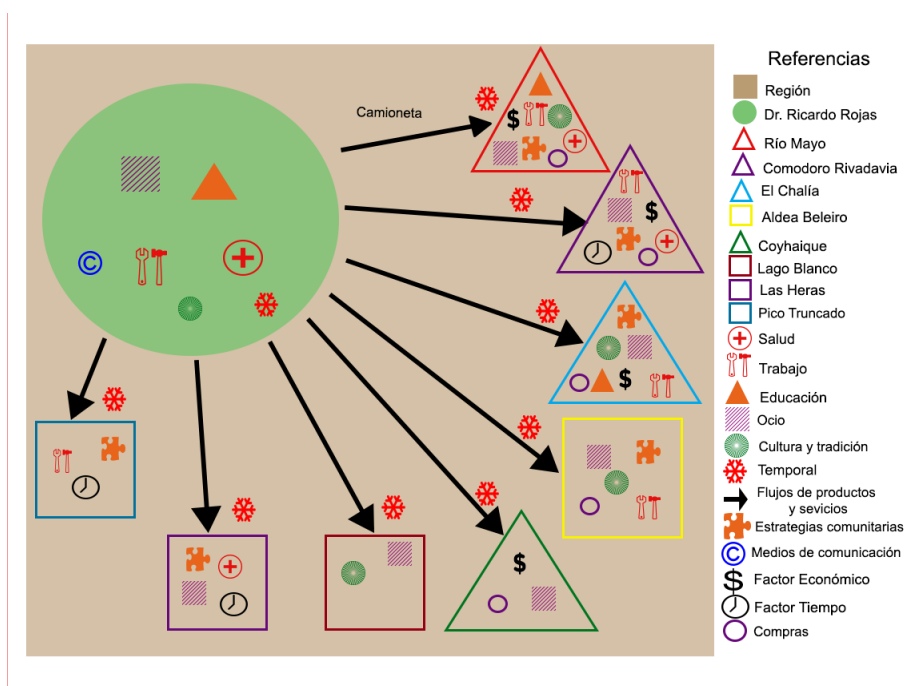 Referencias
Camioneta
Región
Dr. Ricardo Rojas
Río Mayo
Comodoro Rivadavia
El Chalía
Aldea Beleiro
Coyhaique
Lago Blanco
Las Heras
Pico Truncado
Salud
Trabajo
Educación
Ocio
Cultura y tradición
Temporal
Flujos de productos
y sevicios
Estrategias comunitarias
© Medios de comunicación
$ Factor Económico
Factor Tiempo
Compras
©
$
$
$
$